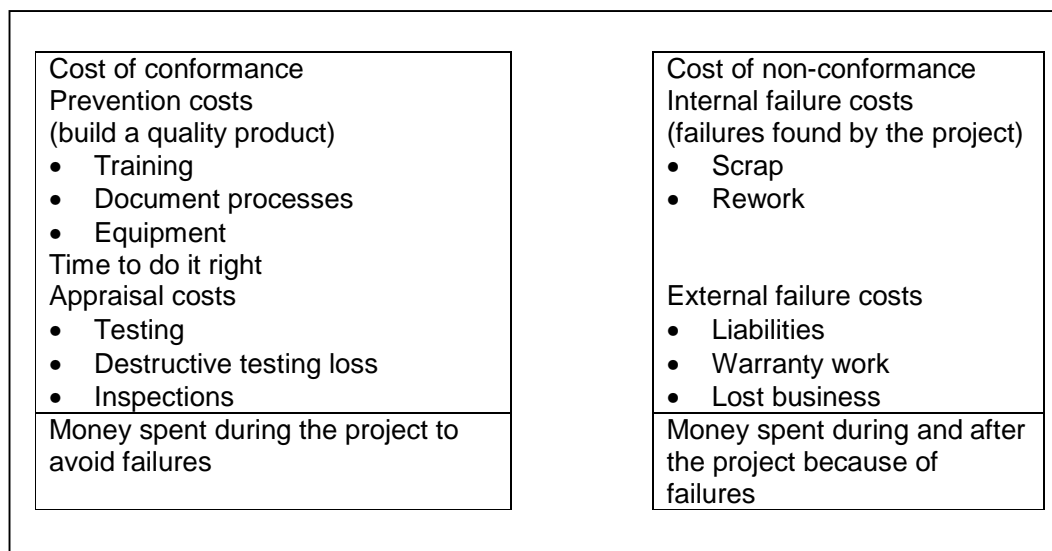 Cost of conformance
Prevention costs
(build a quality product)
• Training
• Document processes
• Equipment
Time to do it right
Appraisal costs
• Testing
• Destructive testing loss
• Inspections
Money spent during the project to
avoid failures
Cost of non-conformance
Internal failure costs
(failures found by the project)
• Scrap
• Rework
External failure costs
• Liabilities
• Warranty work
• Lost business
Money spent during and after
the project because of
failures